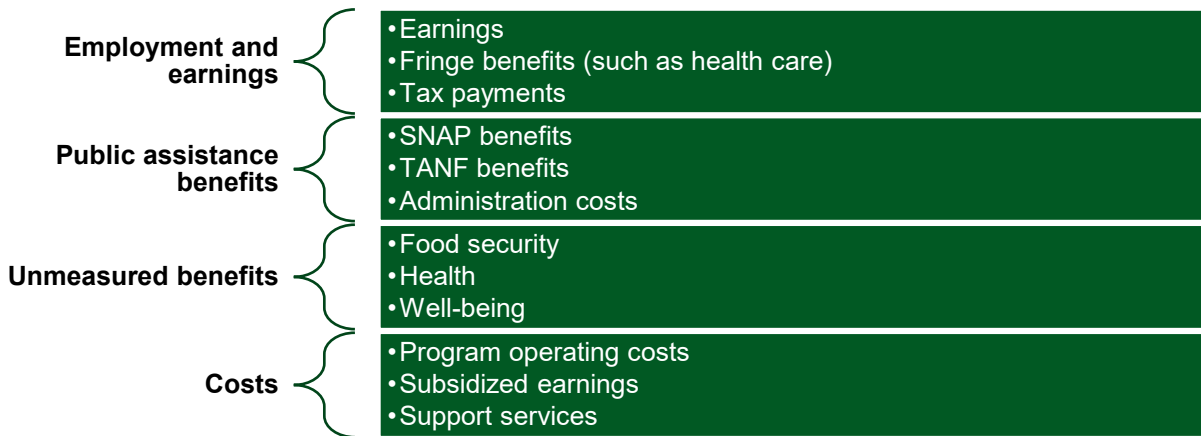 Employment and
earnings
•Earnings
•Fringe benefits (such as health care)
•Tax payments
Public assistance
benefits
•SNAP benefits
•TANF benefits
•Administration costs
Unmeasured benefits
•Food security
•Health
•Well-being
Costs
•Program operating costs
•Subsidized earnings
•Support services